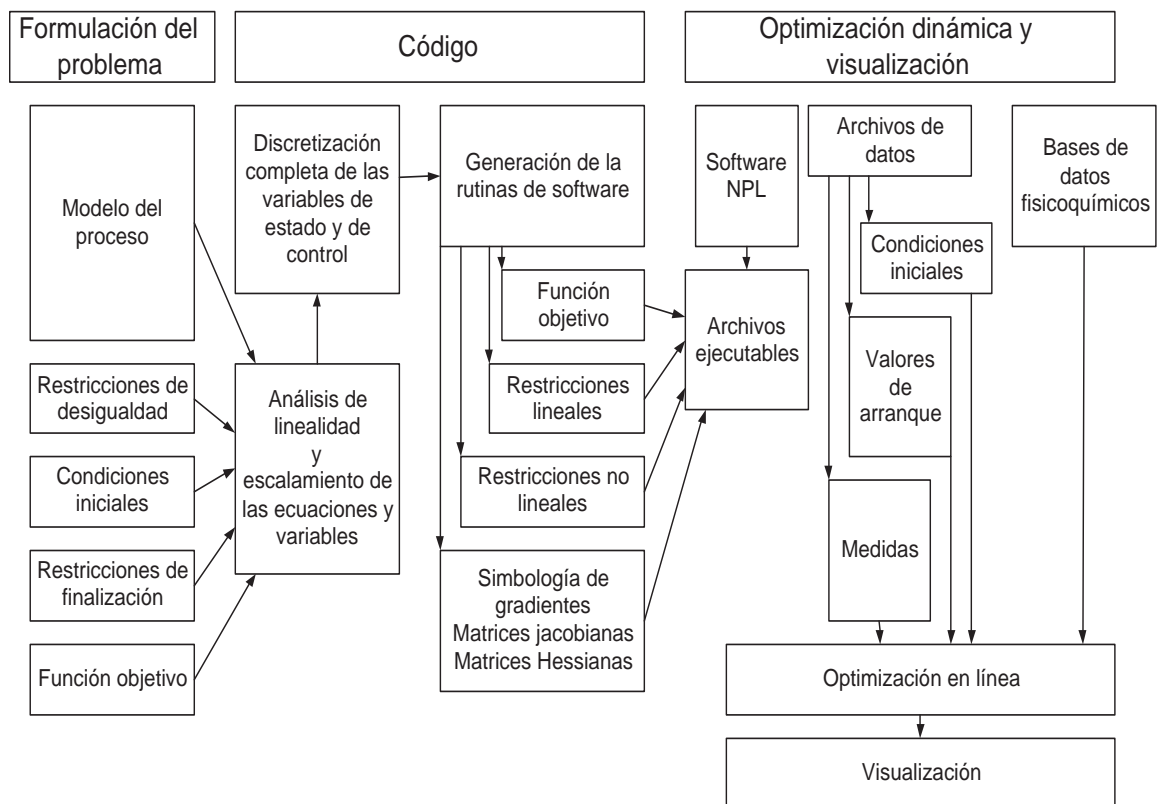 Formulación del
problema
Código
Optimización dinámica y
visualización
Modelo del
proceso
Restricciones de
desigualdad
Condiciones
iniciales
Restricciones de
finalización
Función objetivo
Discretización
completa de las
variables de
estado y de
control
Análisis de
linealidad
y
escalamiento de
las ecuaciones y
variables
Generación de la
rutinas de software
Función
objetivo
Restricciones
lineales
Restricciones no
lineales
Simbología de
gradientes
Matrices jacobianas
Matrices Hessianas
Software
NPL
Archivos
ejecutables
Archivos de
datos
Condiciones
iniciales
Valores
de
arranque
Medidas
Bases de
datos
fisicoquímicos
Optimización en línea
Visualización